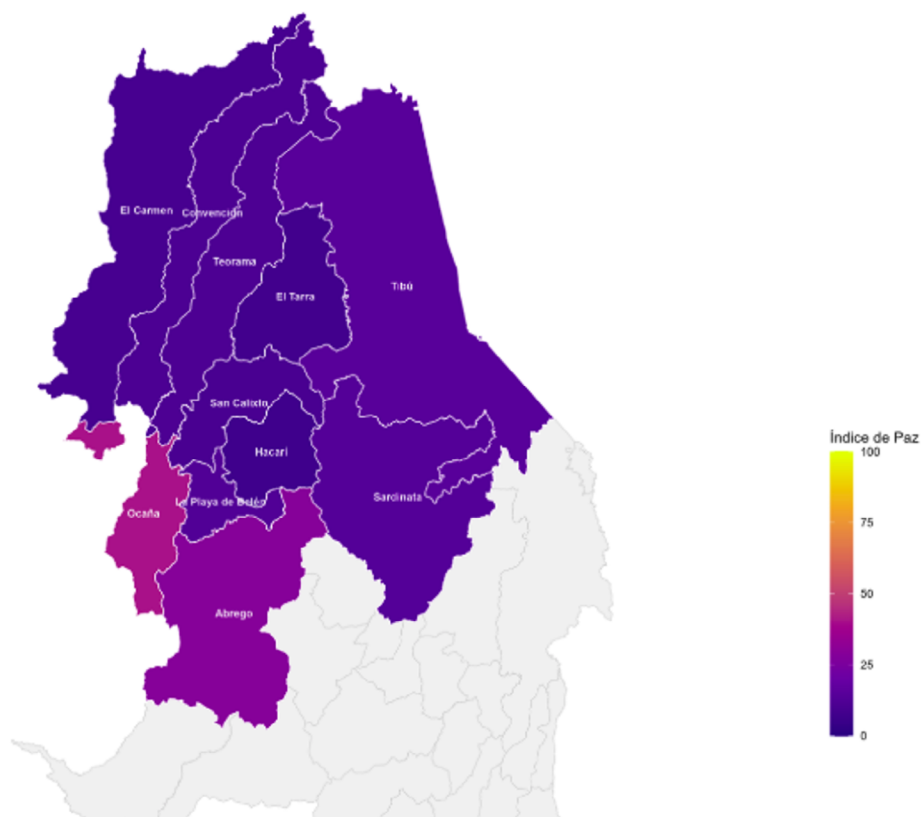 El Carmen
Convención
Teorama
Tibú
El Tarra
San Calixto
Hacarí
Sardinata
La Playa de Belén
Ocaña
Abrego
Índice de Paz
100
75
50
25
0